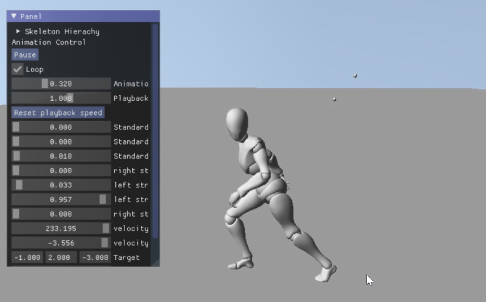 Panel
Skeleton Hierachy
Animation Control
Pause
Loop
0.328 Animatio
1.000 Playback
Reset playback speed
0.000 Standard
0.000 Standard
0.010 Standard
0.000 right st
0.033 left str
0.957 left str
0.000 right st
233.195 velocity
-3.556 velocity
-1.000 2.000 -3.000 Target